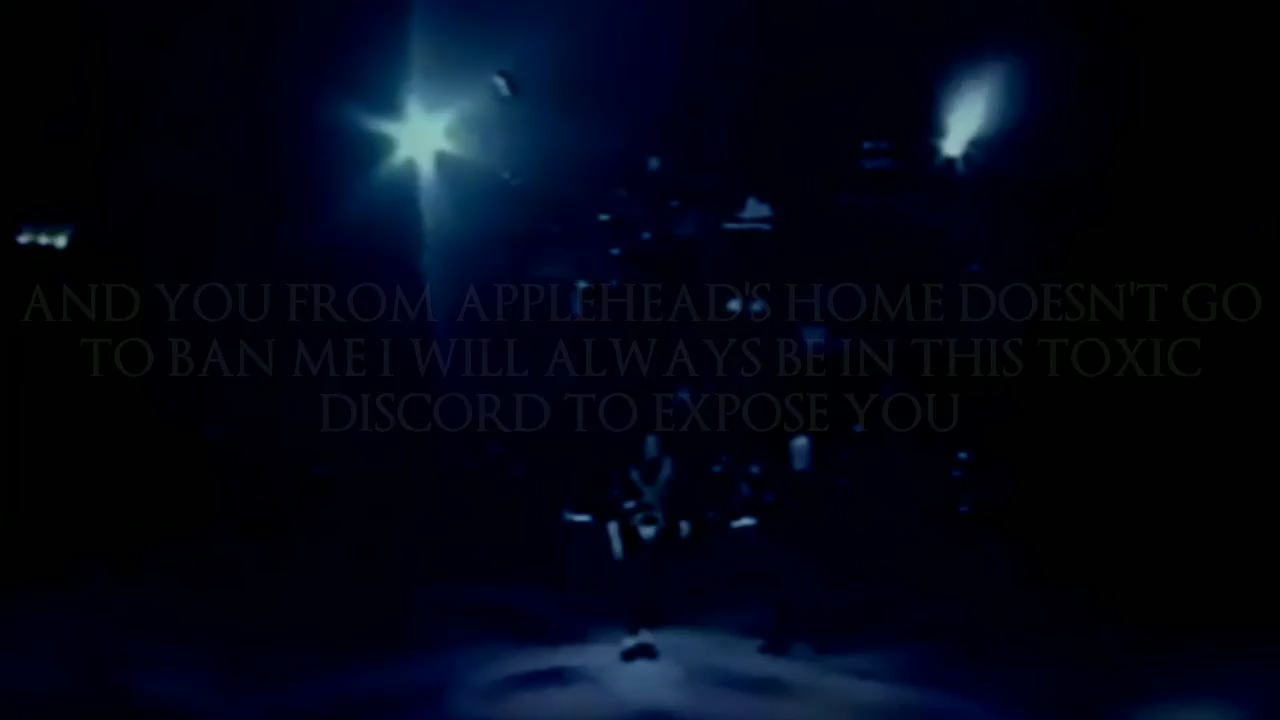 AND YOU FROM APPLEHEAD'S HOME DOESN'T GO
TO BAN ME I WILL ALWAYS BE IN THIS TOXIC
DISCORD TO EXPOSE YOU